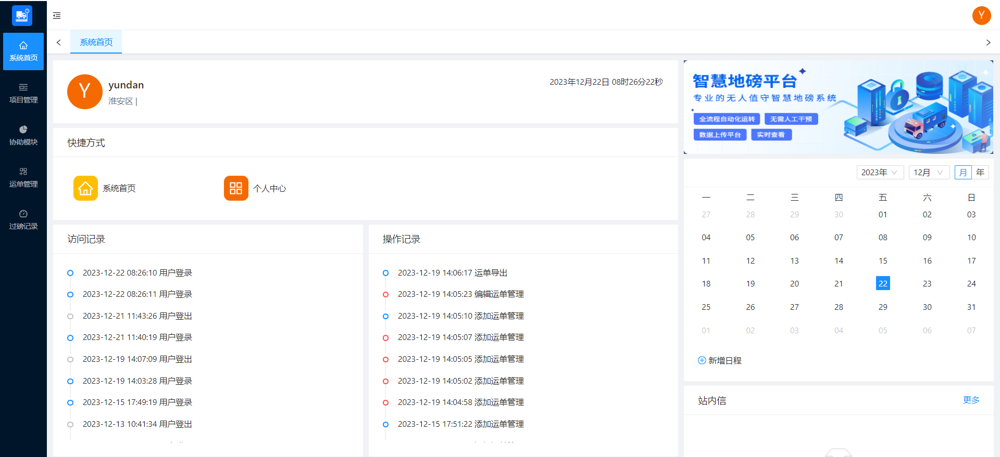 Y
系统首页
项目管理
协助模块
运单管理
过磅记录
系统首页
Y
yundan
淮安区 |
2023年12月22日 08时26分22秒
快捷方式
系统首页
个人中心
访问记录
2023-12-22 08:26:10 用户登录
2023-12-22 08:26:11 用户登录
2023-12-21 11:43:26 用户登出
2023-12-21 11:40:19 用户登录
2023-12-19 14:07:09 用户登出
2023-12-19 14:03:28 用户登录
2023-12-15 17:49:19 用户登录
2023-12-13 10:41:34 用户登出
操作记录
2023-12-19 14:06:17 运单导出
2023-12-19 14:05:23 编辑运单管理
2023-12-19 14:05:10 添加运单管理
2023-12-19 14:05:07 添加运单管理
2023-12-19 14:05:05 添加运单管理
2023-12-19 14:05:02 添加运单管理
2023-12-19 14:04:58 添加运单管理
2023-12-15 17:51:22 添加运单管理
智慧地磅平台
专业的无人值守智慧地磅系统
全流程自动化运转 无需人工干预
数据上传平台 实时查看
2023年 12月 月 年
一 二 三 四 五 六 日
27 28 29 30 01 02 03
04 05 06 07 08 09 10
11 12 13 14 15 16 17
18 19 20 21 22 23 24
25 26 27 28 29 30 31
01 02 03 04 05 06 07
新增日程
站内信 更多